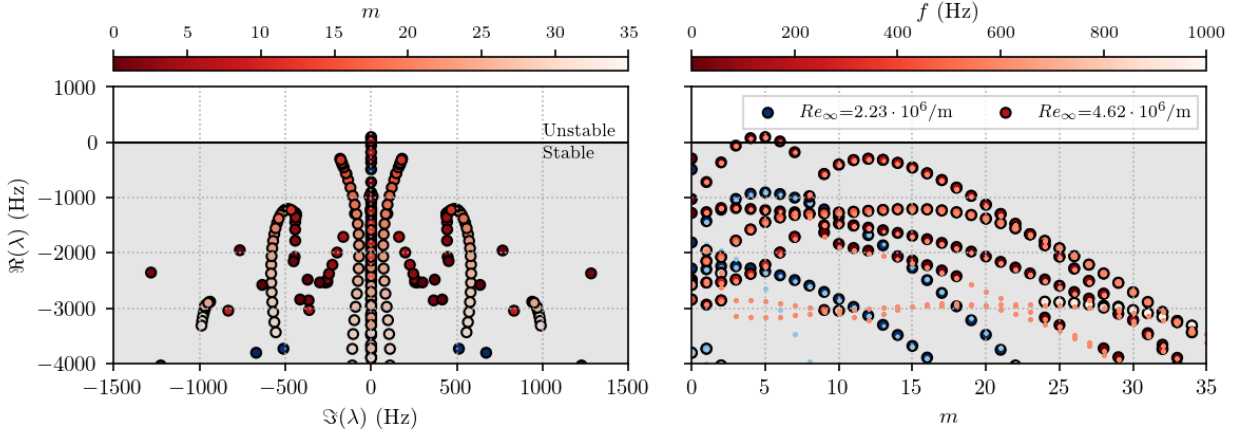 m
0 5 10 15 20 25 30 35
f (Hz)
0 200 400 600 800 1000
1000
0
−1000
−2000
−3000
−4000
ℜ(λ) (Hz)
Unstable
Stable
−1500 −1000 −500 0 500 1000 1500
ℑ(λ) (Hz)
Re∞=2.23 · 10⁶/m Re∞=4.62 · 10⁶/m
0 5 10 15 20 25 30 35
m